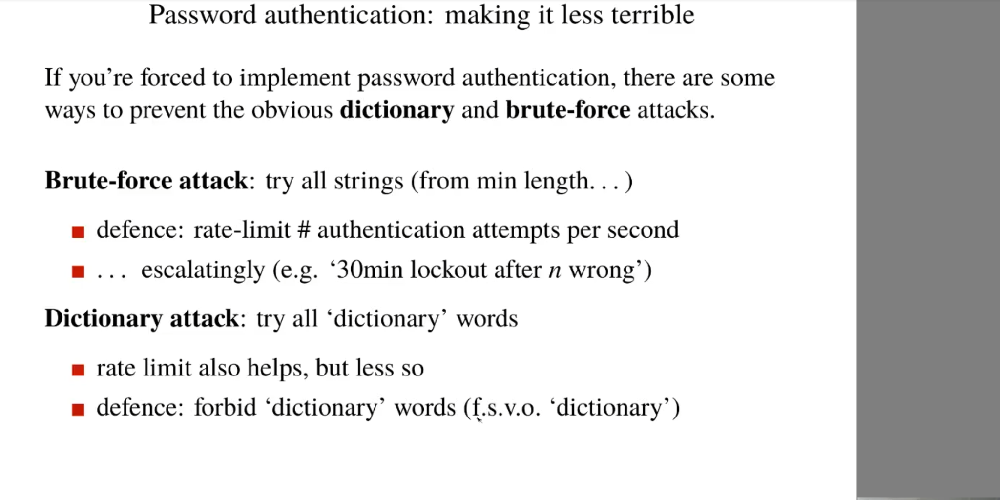 Password authentication: making it less terrible
If you’re forced to implement password authentication, there are some
ways to prevent the obvious dictionary and brute-force attacks.
Brute-force attack: try all strings (from min length. . . )
defence: rate-limit # authentication attempts per second
. . . escalatingly (e.g. ‘30min lockout after n wrong’)
Dictionary attack: try all ‘dictionary’ words
rate limit also helps, but less so
defence: forbid ‘dictionary’ words (f.s.v.o. ‘dictionary’)